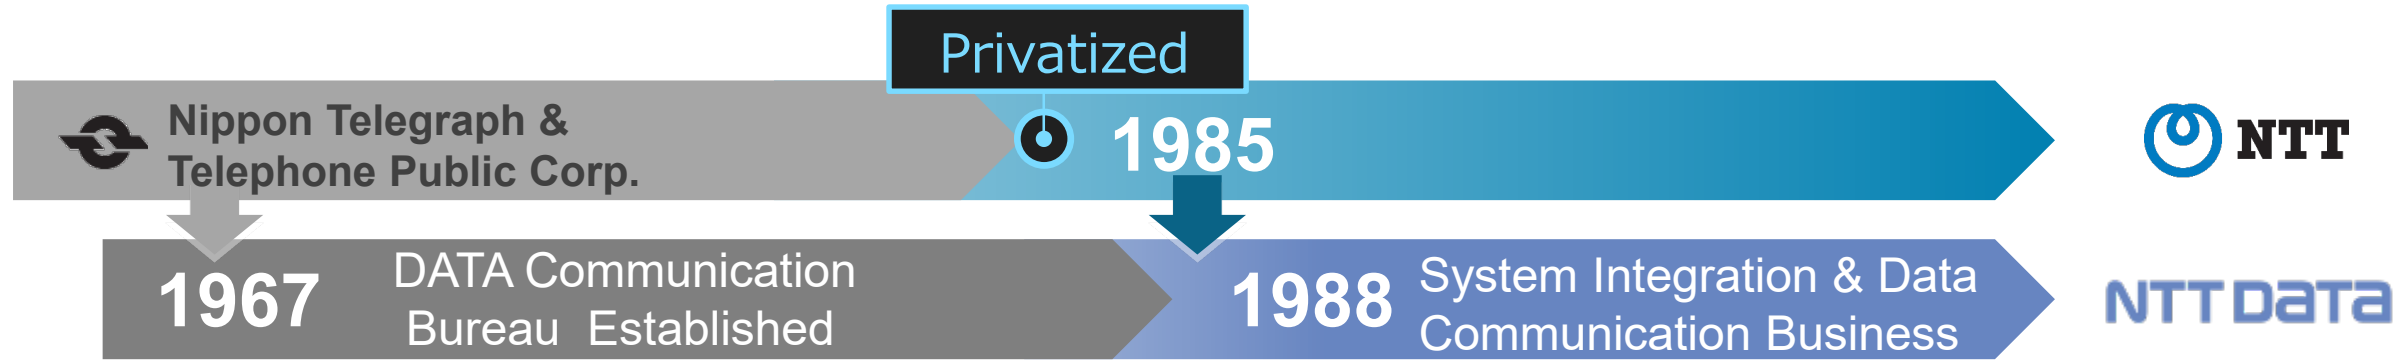 Privatized
Nippon Telegraph &
Telephone Public Corp.
1985
NTT
1967
DATA Communication
Bureau Established
1988
System Integration & Data
Communication Business
NTT DATA